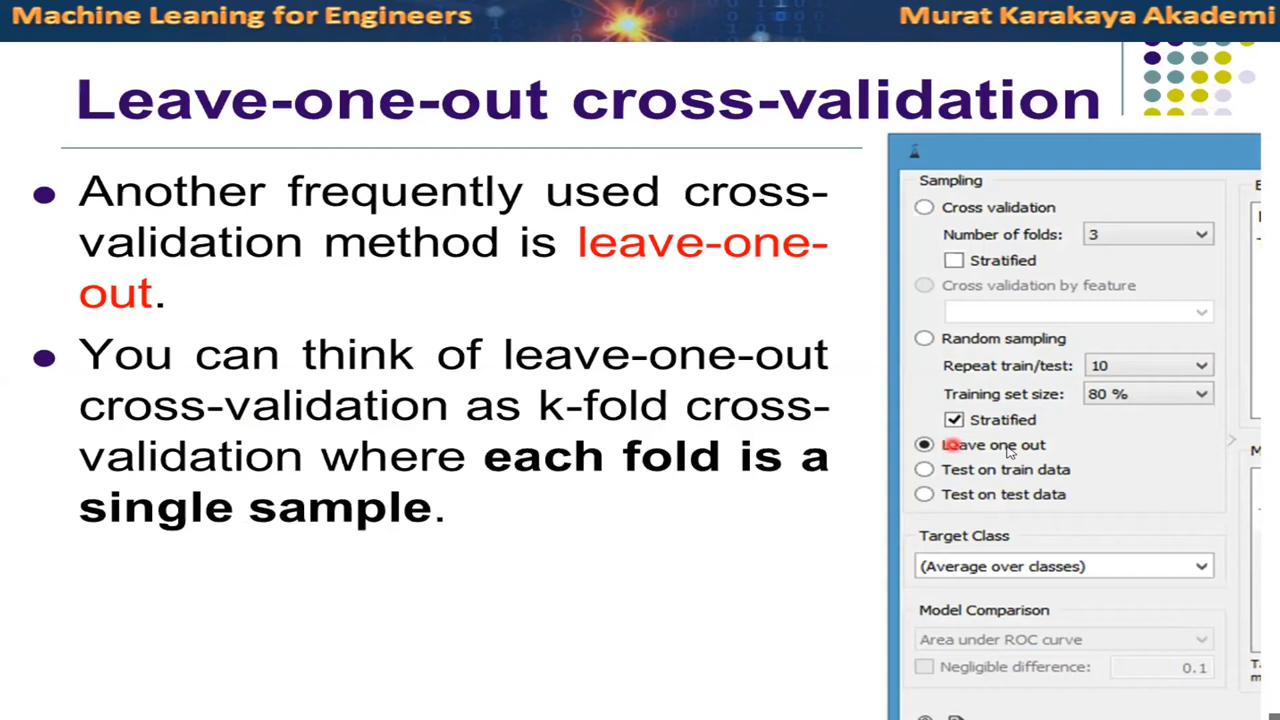 Machine Leaning for Engineers
Murat Karakaya Akademi
Leave-one-out cross-validation
Another frequently used cross-
validation method is leave-one-
out.
You can think of leave-one-out
cross-validation as k-fold cross-
validation where each fold is a
single sample.
Sampling
Cross validation
Number of folds: 3
Stratified
Cross validation by feature
Random sampling
Repeat train/test: 10
Training set size: 80 %
Stratified
Leave one out
Test on train data
Test on test data
Target Class
(Average over classes)
Model Comparison
Area under ROC curve
Negligible difference: 0.1